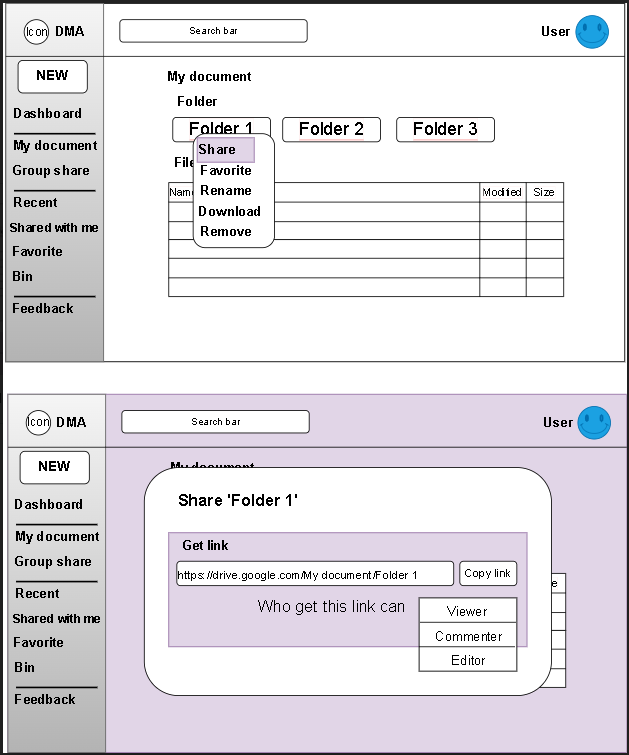 Icon DMA
Search bar
User
NEW
Dashboard
My document
Group share
Recent
Shared with me
Favorite
Bin
Feedback
My document
Folder
Folder 1
Folder 2
Folder 3
Share
Favorite
Rename
Download
Remove
File
Name
Modified
Size
Icon DMA
Search bar
User
NEW
Dashboard
My document
Group share
Recent
Shared with me
Favorite
Bin
Feedback
My document
Share 'Folder 1'
Get link
https://drive.google.com/My document/Folder 1
Copy link
Who get this link can
Viewer
Commenter
Editor
e